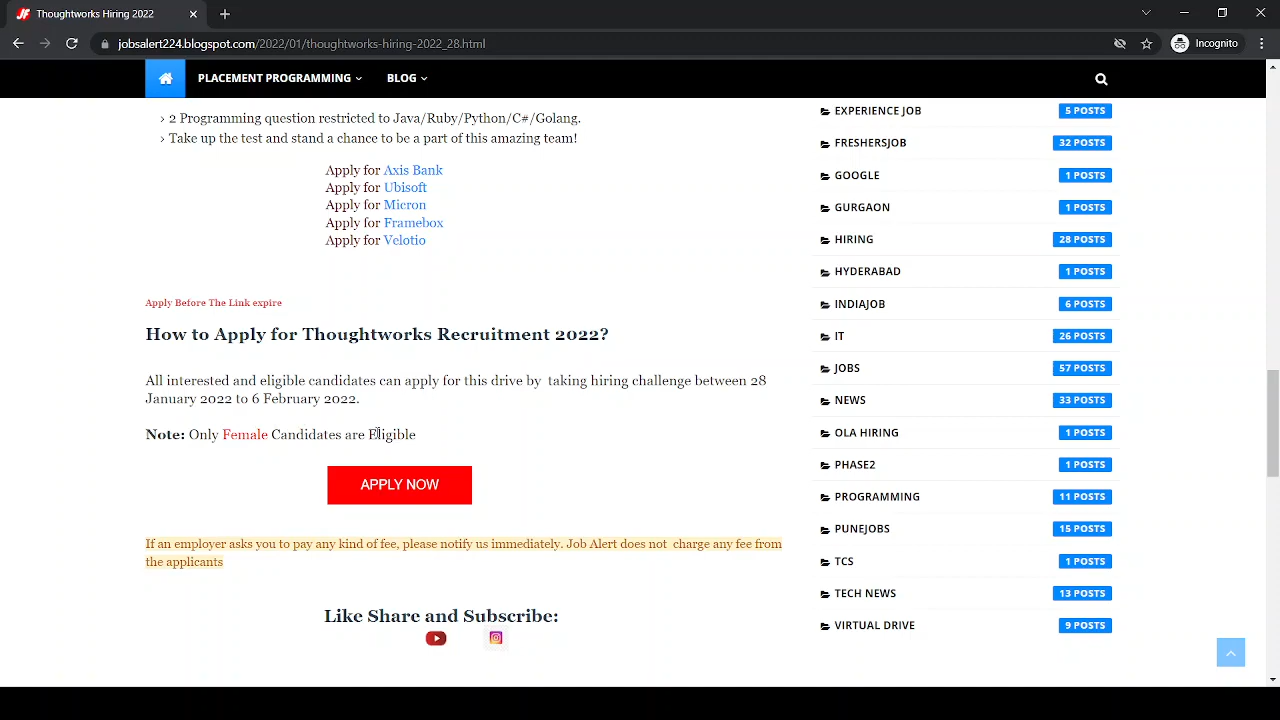 Thoughtworks Hiring 2022
jobsalert224.blogspot.com/2022/01/thoughtworks-hiring-2022_28.html
Incognito
PLACEMENT PROGRAMMING
BLOG
› 2 Programming question restricted to Java/Ruby/Python/C#/Golang.
› Take up the test and stand a chance to be a part of this amazing team!
Apply for Axis Bank
Apply for Ubisoft
Apply for Micron
Apply for Framebox
Apply for Velotio
Apply Before The Link expire
How to Apply for Thoughtworks Recruitment 2022?
All interested and eligible candidates can apply for this drive by taking hiring challenge between 28
January 2022 to 6 February 2022.
Note: Only Female Candidates are Eligible
APPLY NOW
If an employer asks you to pay any kind of fee, please notify us immediately. Job Alert does not charge any fee from
the applicants
Like Share and Subscribe:
EXPERIENCE JOB 5 POSTS
FRESHERSJOB 32 POSTS
GOOGLE 1 POSTS
GURGAON 1 POSTS
HIRING 28 POSTS
HYDERABAD 1 POSTS
INDIAJOB 6 POSTS
IT 26 POSTS
JOBS 57 POSTS
NEWS 33 POSTS
OLA HIRING 1 POSTS
PHASE2 1 POSTS
PROGRAMMING 11 POSTS
PUNEJOBS 15 POSTS
TCS 1 POSTS
TECH NEWS 13 POSTS
VIRTUAL DRIVE 9 POSTS